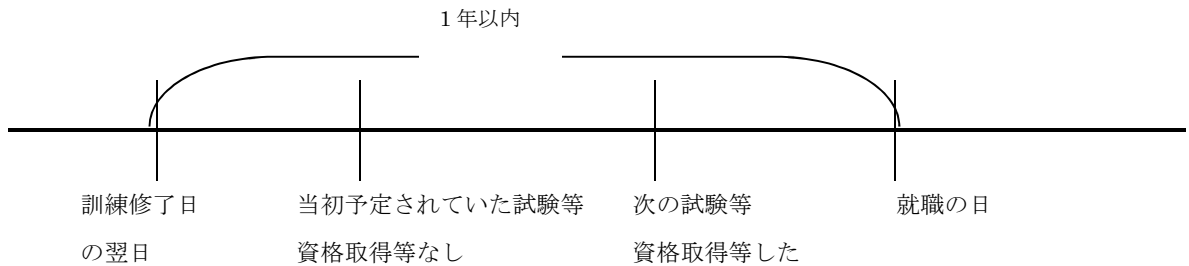 １年以内
訓練修了日
の翌日
当初予定されていた試験等
資格取得等なし
次の試験等
資格取得等した
就職の日